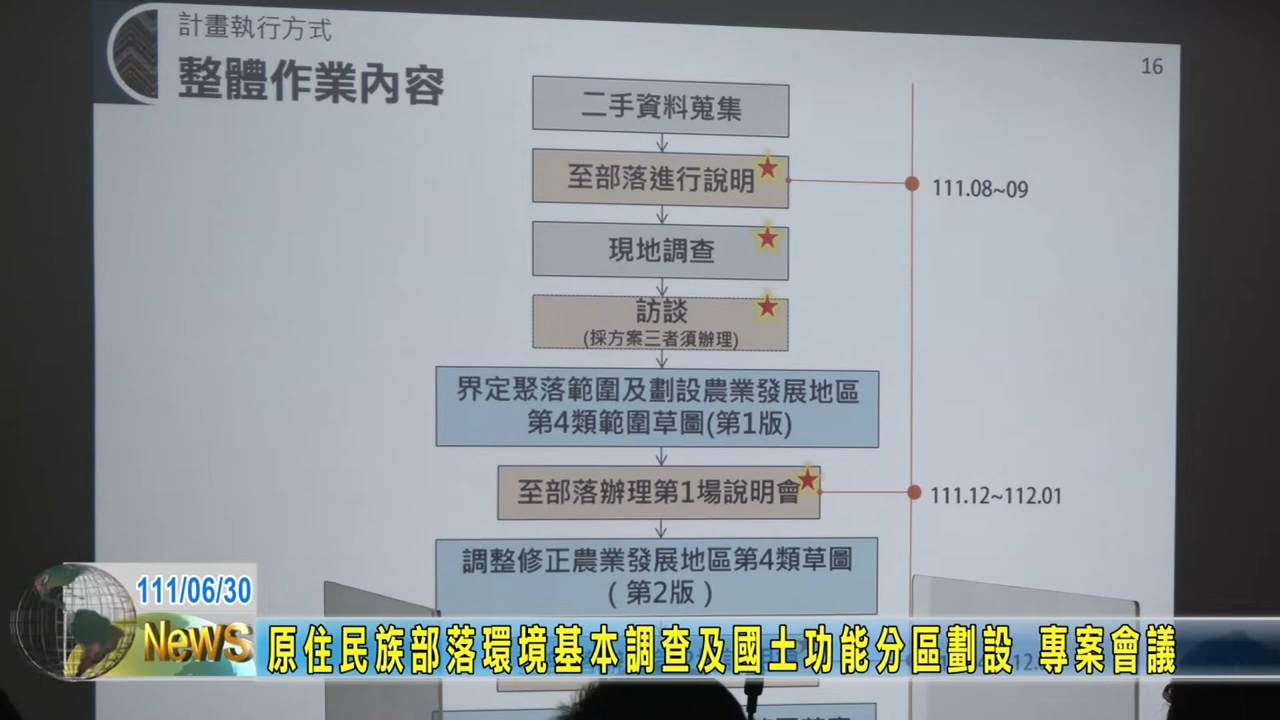 計畫執行方式
整體作業內容
16
二手資料蒐集
至部落進行說明
111.08~09
現地調查
訪談
(採方案三者須辦理)
界定聚落範圍及劃設農業發展地區
第4類範圍草圖(第1版)
至部落辦理第1場說明會
111.12~112.01
調整修正農業發展地區第4類草圖
(第2版)
111/06/30
News
原住民族部落環境基本調查及國土功能分區劃設 專案會議